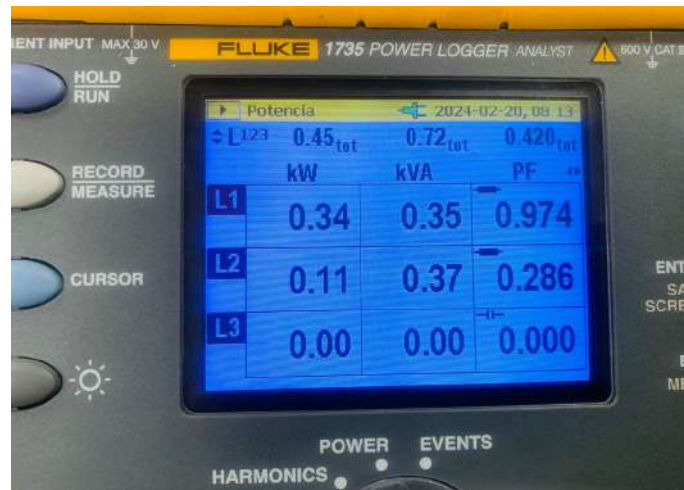 ENT INPUT MAX 30 V
FLUKE 1735 POWER LOGGER ANALYST 600 V CAT
HOLD
RUN
Potencia 2024-02-20, 08 13
L123 0.45tot 0.72tot 0.420tot
kW kVA PF
RECORD
MEASURE
L1 0.34 0.35 0.974
CURSOR
L2 0.11 0.37 0.286
ENT
SA
SCRE
L3 0.00 0.00 0.000
ME
POWER EVENTS
HARMONICS